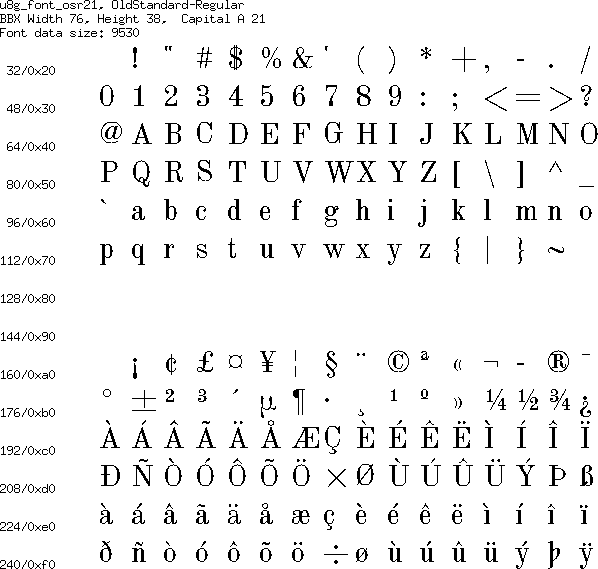 u8g_font_osr21, OldStandard-Regular
BBX Width 76, Height 38,  Capital A 21
Font data size: 9530
32/0x20 ! " # $ % & ' ( ) * + , - . /
48/0x30 0 1 2 3 4 5 6 7 8 9 : ; < = > ?
64/0x40 @ A B C D E F G H I J K L M N O
80/0x50 P Q R S T U V W X Y Z [ \ ] ^ _
96/0x60 ` a b c d e f g h i j k l m n o
112/0x70 p q r s t u v w x y z { | } ~
128/0x80
144/0x90
160/0xa0 ¡ ¢ £ ¤ ¥ ¦ § ¨ © ª « ¬ - ® ¯
176/0xb0 ° ± ² ³ ´ µ ¶ · ¸ ¹ º » ¼ ½ ¾ ¿
192/0xc0 À Á Â Ã Ä Å Æ Ç È É Ê Ë Ì Í Î Ï
208/0xd0 Ð Ñ Ò Ó Ô Õ Ö × Ø Ù Ú Û Ü Ý Þ ß
224/0xe0 à á â ã ä å æ ç è é ê ë ì í î ï
240/0xf0 ð ñ ò ó ô õ ö ÷ ø ù ú û ü ý þ ÿ